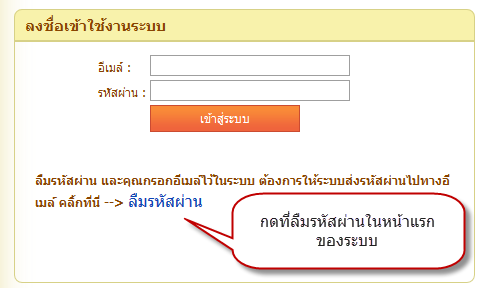 ลงชื่อเข้าใช้งานระบบ
อีเมล์ :
รหัสผ่าน :
เข้าสู่ระบบ
ลืมรหัสผ่าน และคุณกรอกอีเมล์ไว้ในระบบ ต้องการให้ระบบส่งรหัสผ่านไปทางอี
เมล์ คลิ๊กที่นี่ --> ลืมรหัสผ่าน
กดที่ลืมรหัสผ่านในหน้าแรก
ของระบบ